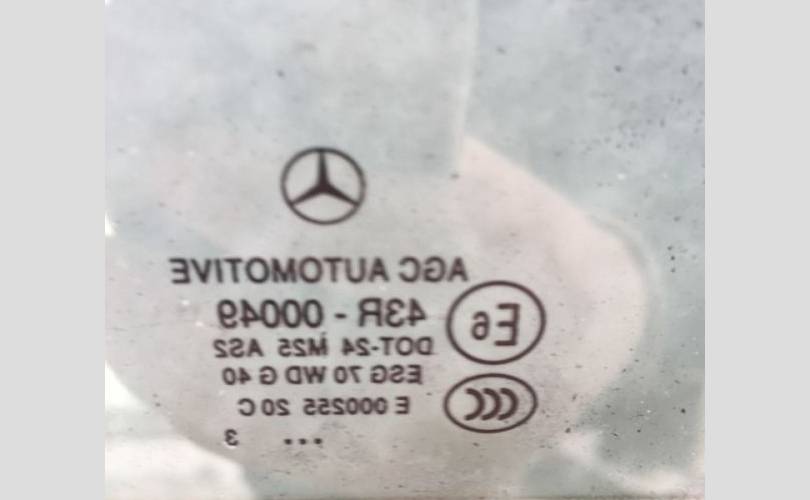 AGC AUTOMOTIVE
E6 43R - 00049
DOT-24 M25 AS2
ESG 70 WD G 40
CCC E 000255 20 C
... 3